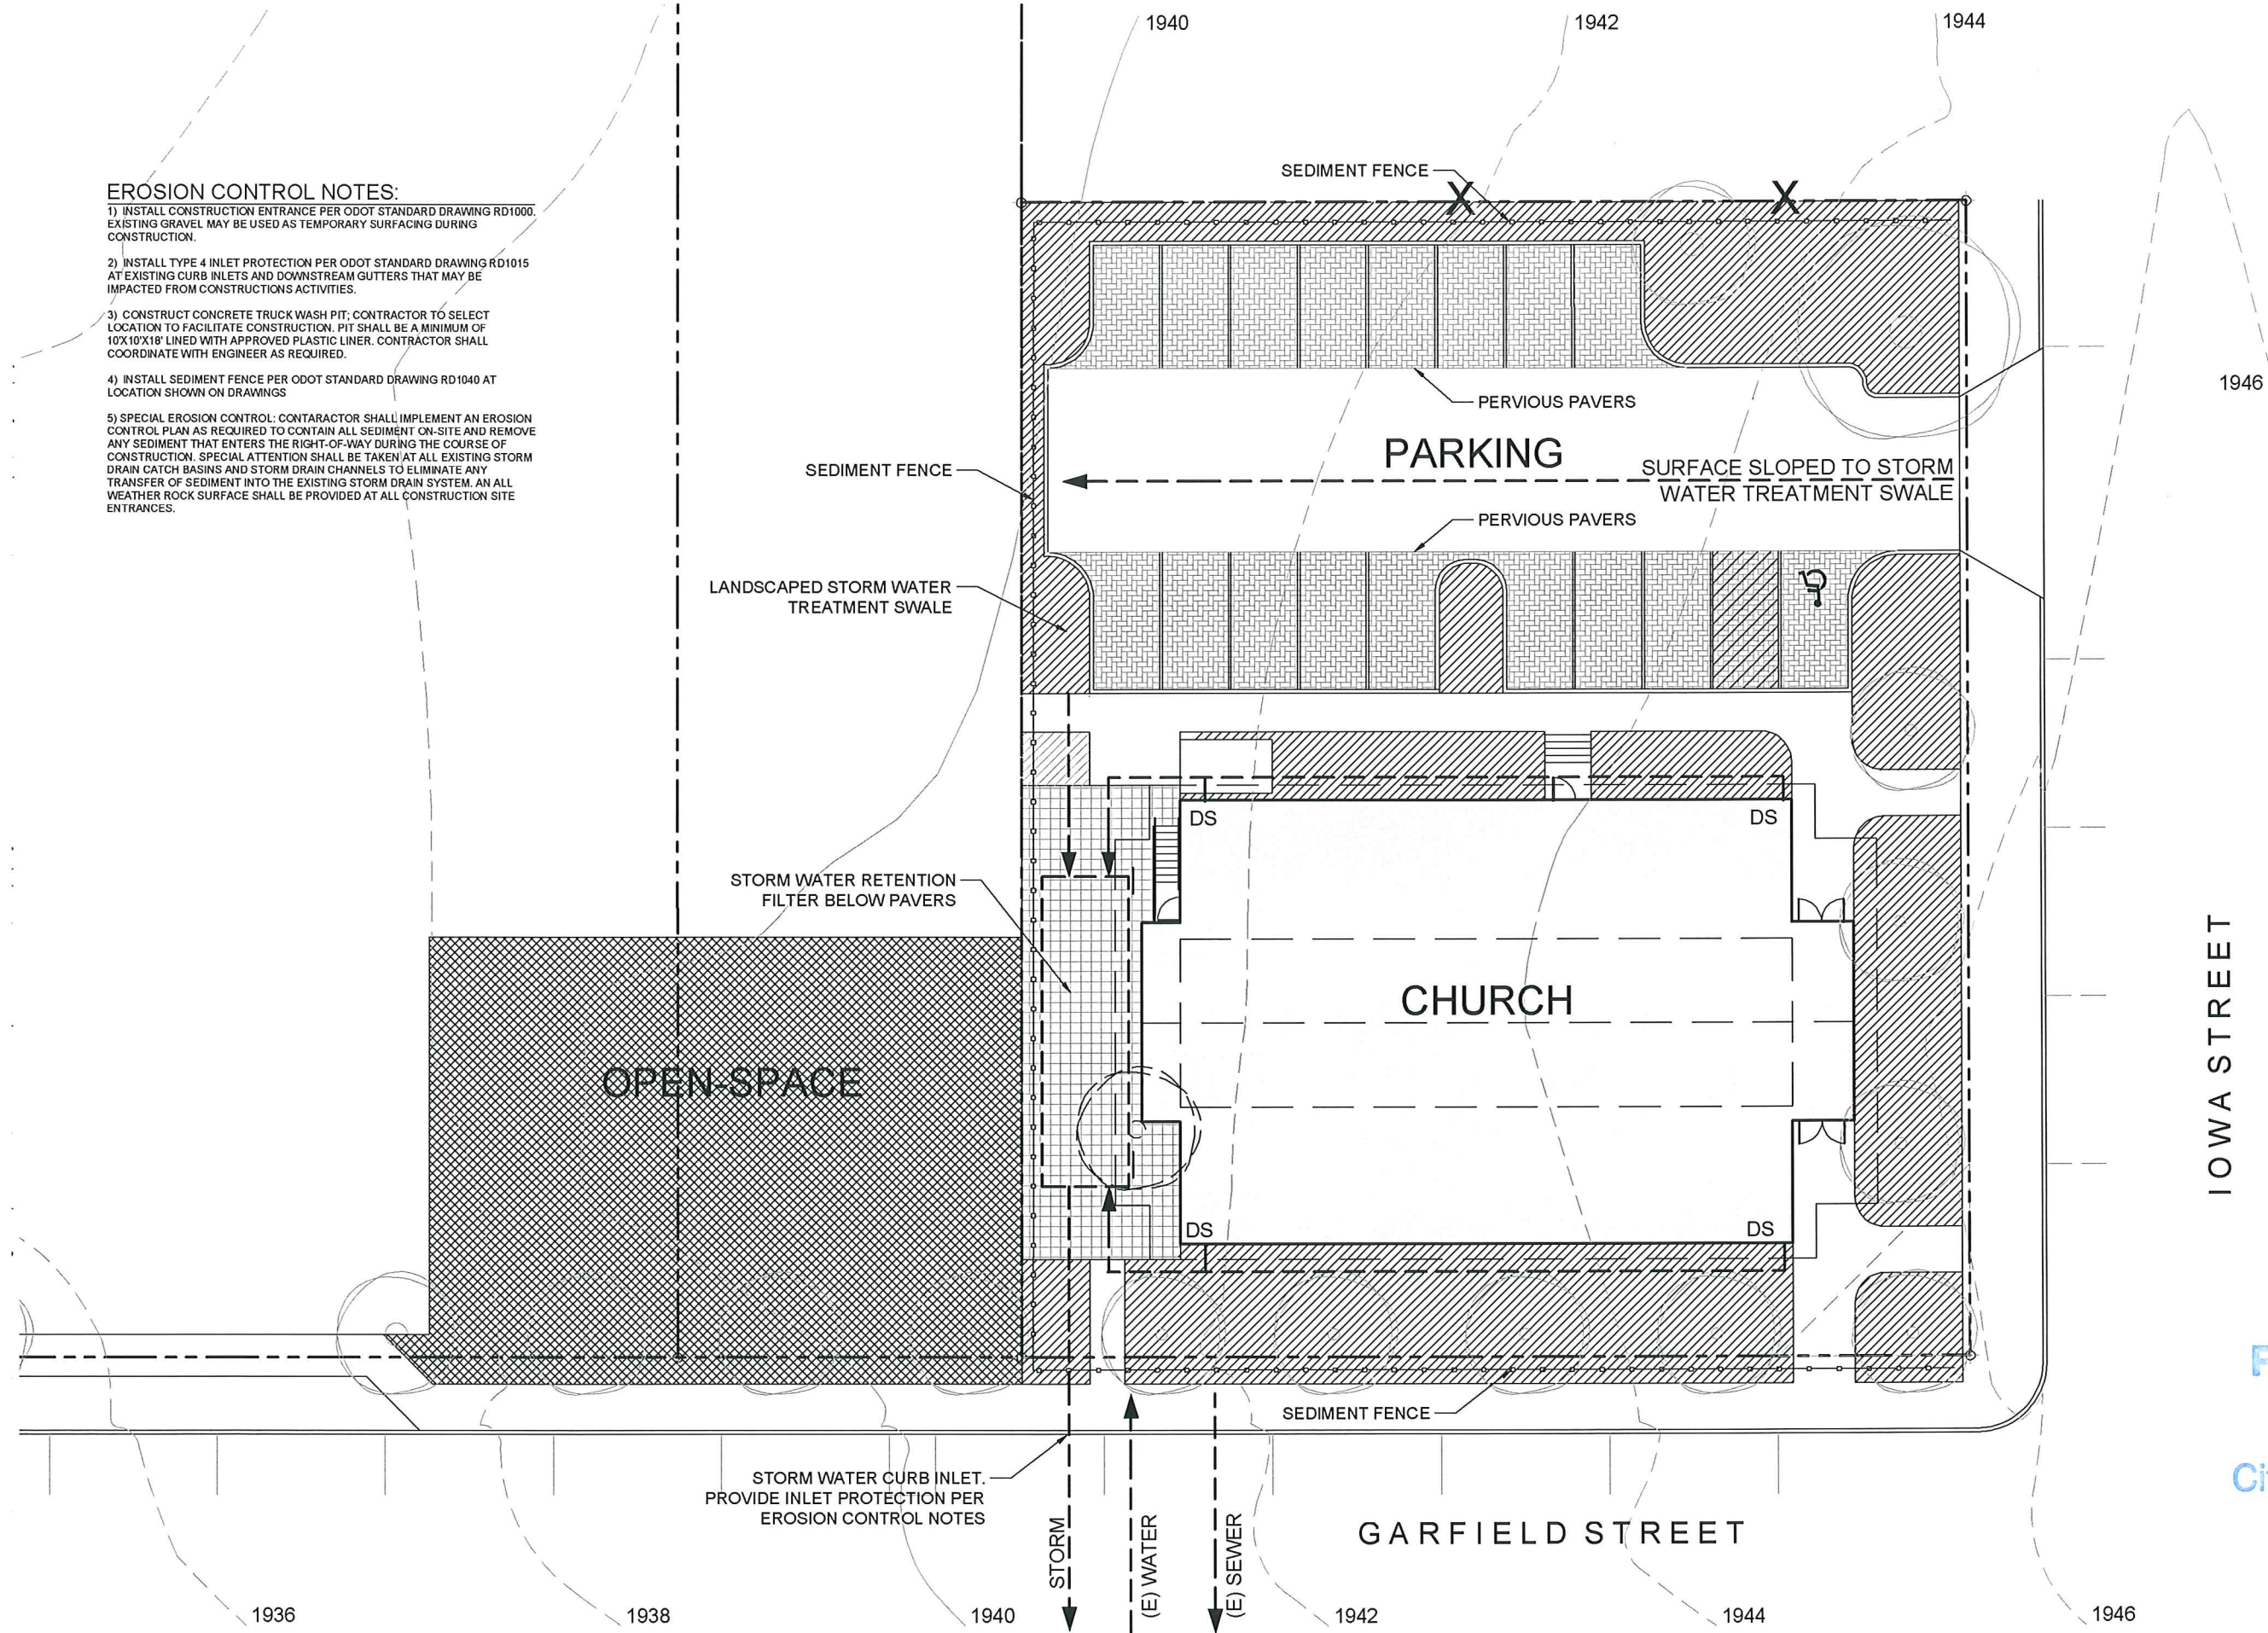 1940
1942
1944
EROSION CONTROL NOTES:
1) INSTALL CONSTRUCTION ENTRANCE PER ODOT STANDARD DRAWING RD1000.
EXISTING GRAVEL MAY BE USED AS TEMPORARY SURFACING DURING
CONSTRUCTION.
2) INSTALL TYPE 4 INLET PROTECTION PER ODOT STANDARD DRAWING RD1015
AT EXISTING CURB INLETS AND DOWNSTREAM GUTTERS THAT MAY BE
IMPACTED FROM CONSTRUCTIONS ACTIVITIES.
3) CONSTRUCT CONCRETE TRUCK WASH PIT; CONTRACTOR TO SELECT
LOCATION TO FACILITATE CONSTRUCTION. PIT SHALL BE A MINIMUM OF
10'X10'X18' LINED WITH APPROVED PLASTIC LINER. CONTRACTOR SHALL
COORDINATE WITH ENGINEER AS REQUIRED.
4) INSTALL SEDIMENT FENCE PER ODOT STANDARD DRAWING RD1040 AT
LOCATION SHOWN ON DRAWINGS
5) SPECIAL EROSION CONTROL: CONTARACTOR SHALL IMPLEMENT AN EROSION
CONTROL PLAN AS REQUIRED TO CONTAIN ALL SEDIMENT ON-SITE AND REMOVE
ANY SEDIMENT THAT ENTERS THE RIGHT-OF-WAY DURING THE COURSE OF
CONSTRUCTION. SPECIAL ATTENTION SHALL BE TAKEN AT ALL EXISTING STORM
DRAIN CATCH BASINS AND STORM DRAIN CHANNELS TO ELIMINATE ANY
TRANSFER OF SEDIMENT INTO THE EXISTING STORM DRAIN SYSTEM. AN ALL
WEATHER ROCK SURFACE SHALL BE PROVIDED AT ALL CONSTRUCTION SITE
ENTRANCES.
SEDIMENT FENCE
X
X
1946
PERVIOUS PAVERS
PARKING
SURFACE SLOPED TO STORM
WATER TREATMENT SWALE
SEDIMENT FENCE
PERVIOUS PAVERS
LANDSCAPED STORM WATER
TREATMENT SWALE
DS
DS
STORM WATER RETENTION
FILTER BELOW PAVERS
CHURCH
OPEN-SPACE
IOWA STREET
DS
DS
SEDIMENT FENCE
STORM WATER CURB INLET.
PROVIDE INLET PROTECTION PER
EROSION CONTROL NOTES
STORM
(E) WATER
(E) SEWER
GARFIELD STREET
1936
1938
1940
1942
1944
1946